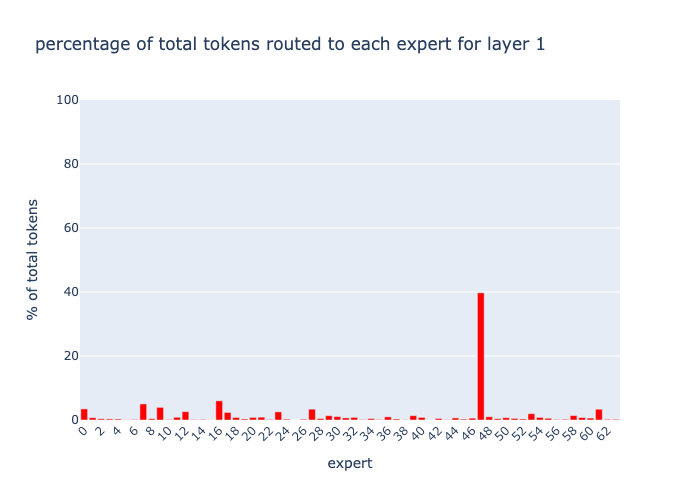 percentage of total tokens routed to each expert for layer 1
100
80
60
40
20
0
% of total tokens
0 2 4 6 8 10 12 14 16 18 20 22 24 26 28 30 32 34 36 38 40 42 44 46 48 50 52 54 56 58 60 62
expert